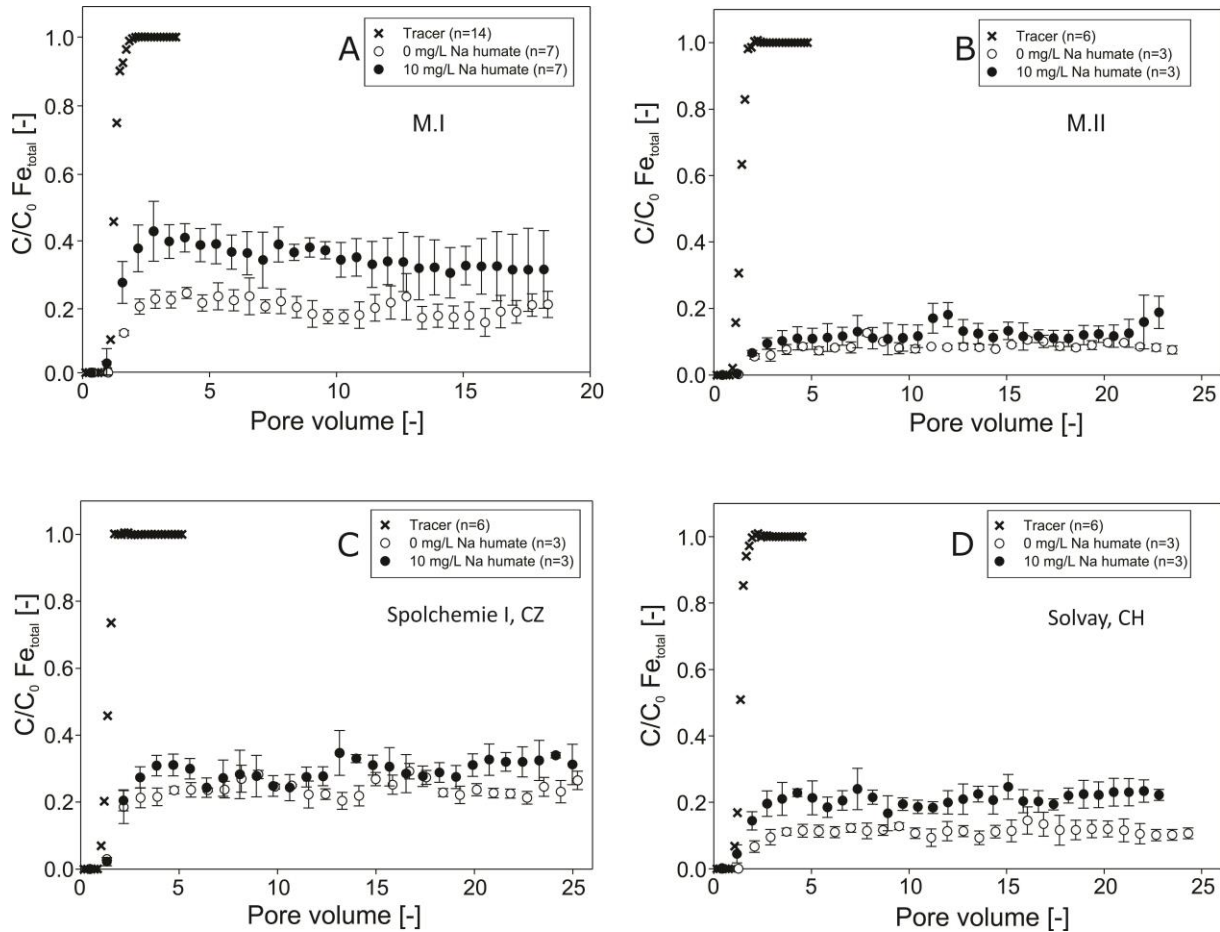 A
× Tracer (n=14)
○ 0 mg/L Na humate (n=7)
● 10 mg/L Na humate (n=7)
M.I
C/C0 Fetotal [-]
1.0
0.8
0.6
0.4
0.2
0.0
0 5 10 15 20
Pore volume [-]
B
× Tracer (n=6)
○ 0 mg/L Na humate (n=3)
● 10 mg/L Na humate (n=3)
M.II
C/C0 Fetotal [-]
1.0
0.8
0.6
0.4
0.2
0.0
0 5 10 15 20 25
Pore volume [-]
C
× Tracer (n=6)
○ 0 mg/L Na humate (n=3)
● 10 mg/L Na humate (n=3)
Spolchemie I, CZ
C/C0 Fetotal [-]
1.0
0.8
0.6
0.4
0.2
0.0
0 5 10 15 20 25
Pore volume [-]
D
× Tracer (n=6)
○ 0 mg/L Na humate (n=3)
● 10 mg/L Na humate (n=3)
Solvay, CH
C/C0 Fetotal [-]
1.0
0.8
0.6
0.4
0.2
0.0
0 5 10 15 20 25
Pore volume [-]